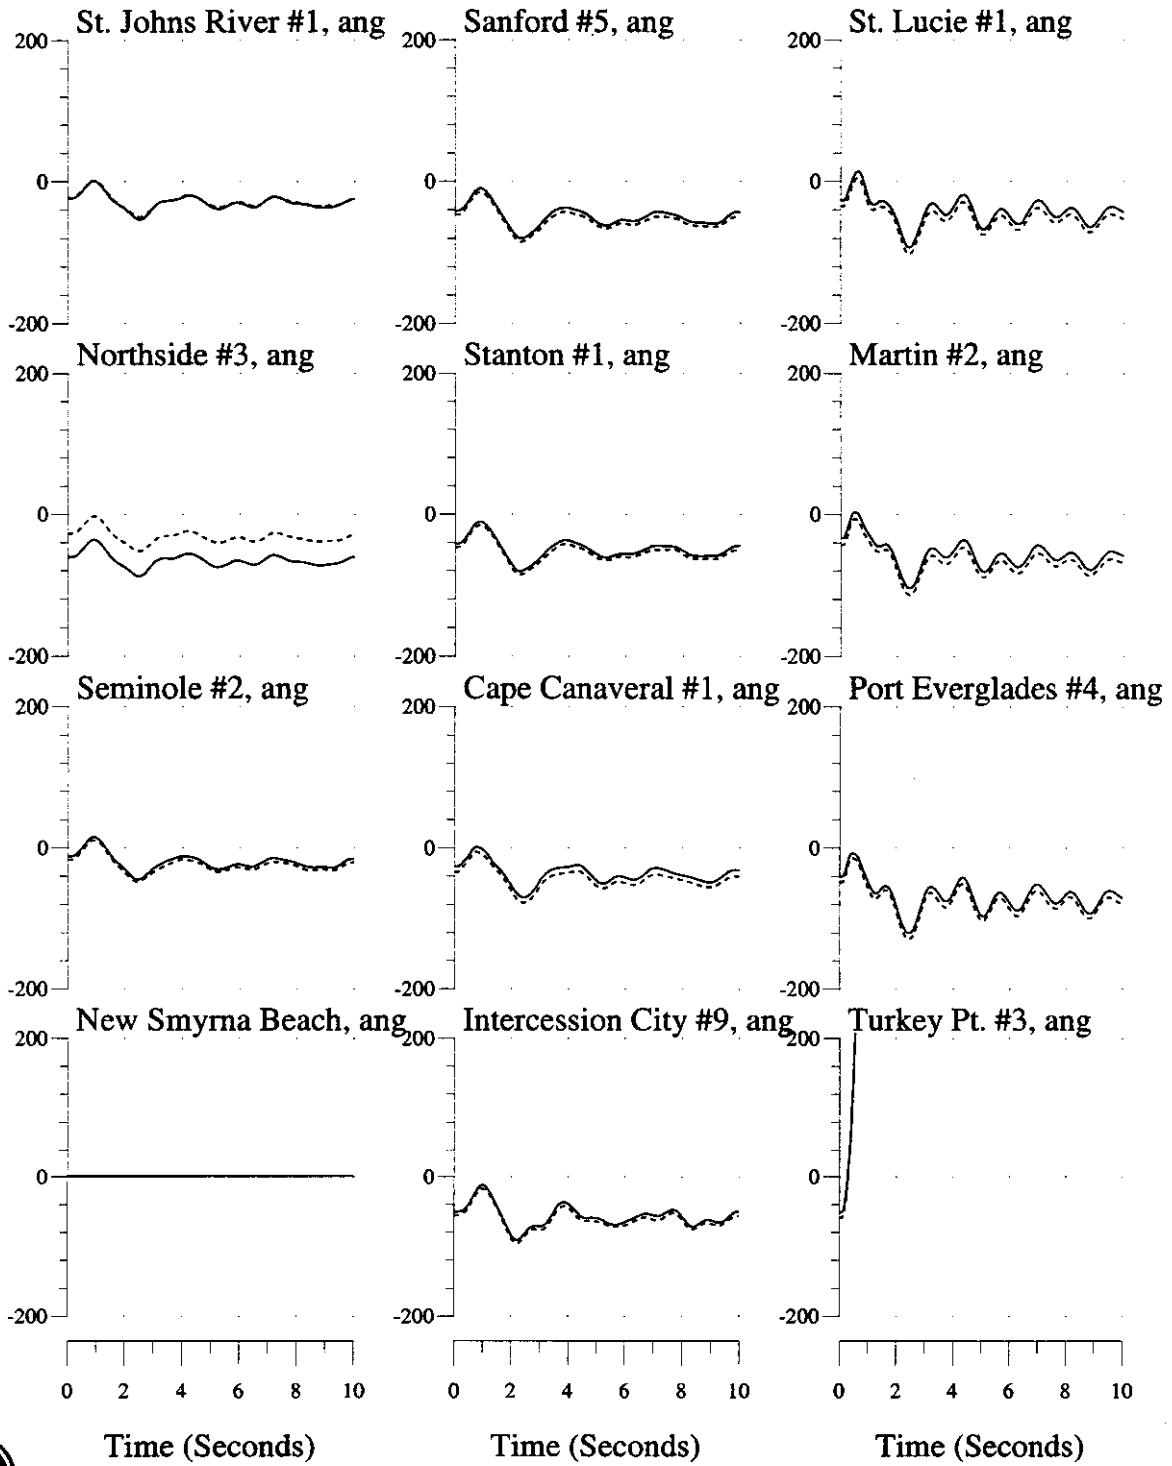 St. Johns River #1, ang
Sanford #5, ang
St. Lucie #1, ang
200
0
-200
200
0
-200
200
0
-200
Northside #3, ang
Stanton #1, ang
Martin #2, ang
200
0
-200
200
0
-200
200
0
-200
Seminole #2, ang
Cape Canaveral #1, ang
Port Everglades #4, ang
200
0
-200
200
0
-200
200
0
-200
New Smyrna Beach, ang
Intercession City #9, ang
Turkey Pt. #3, ang
200
0
-200
200
0
-200
200
0
-200
0 2 4 6 8 10
0 2 4 6 8 10
0 2 4 6 8 10
Time (Seconds)
Time (Seconds)
Time (Seconds)